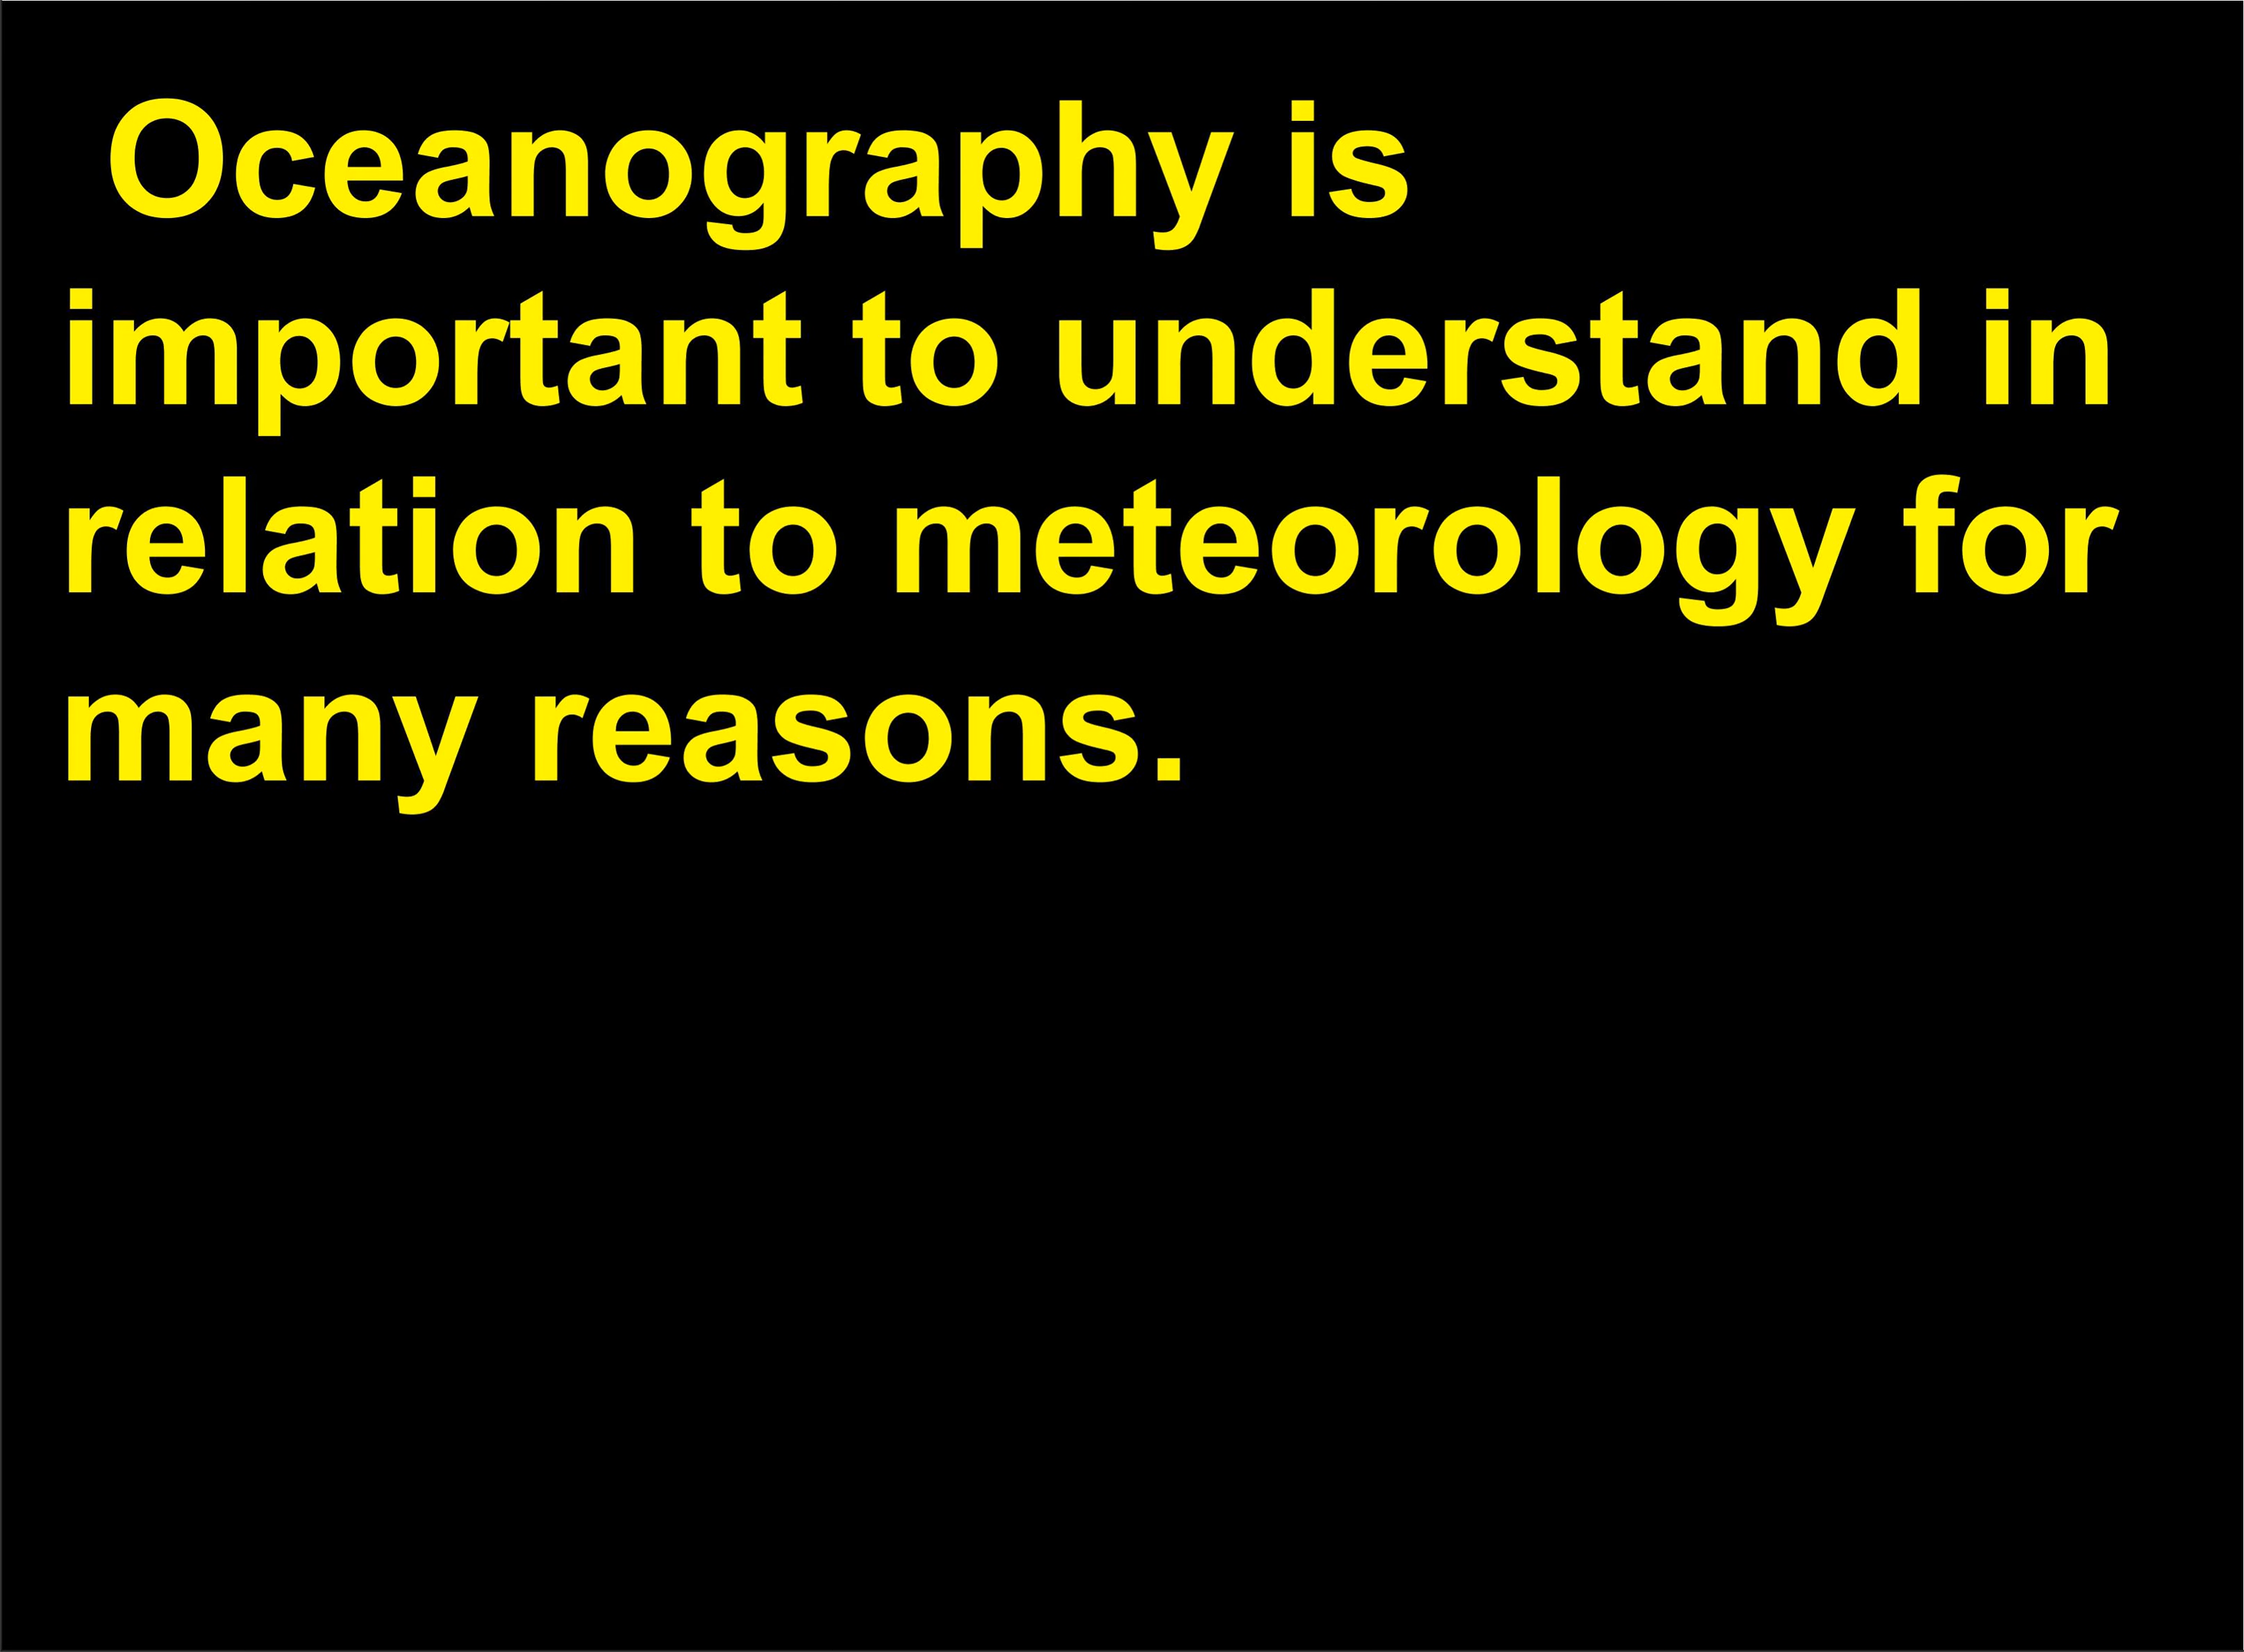 Oceanography is
important to understand in
relation to meteorology for
many reasons.